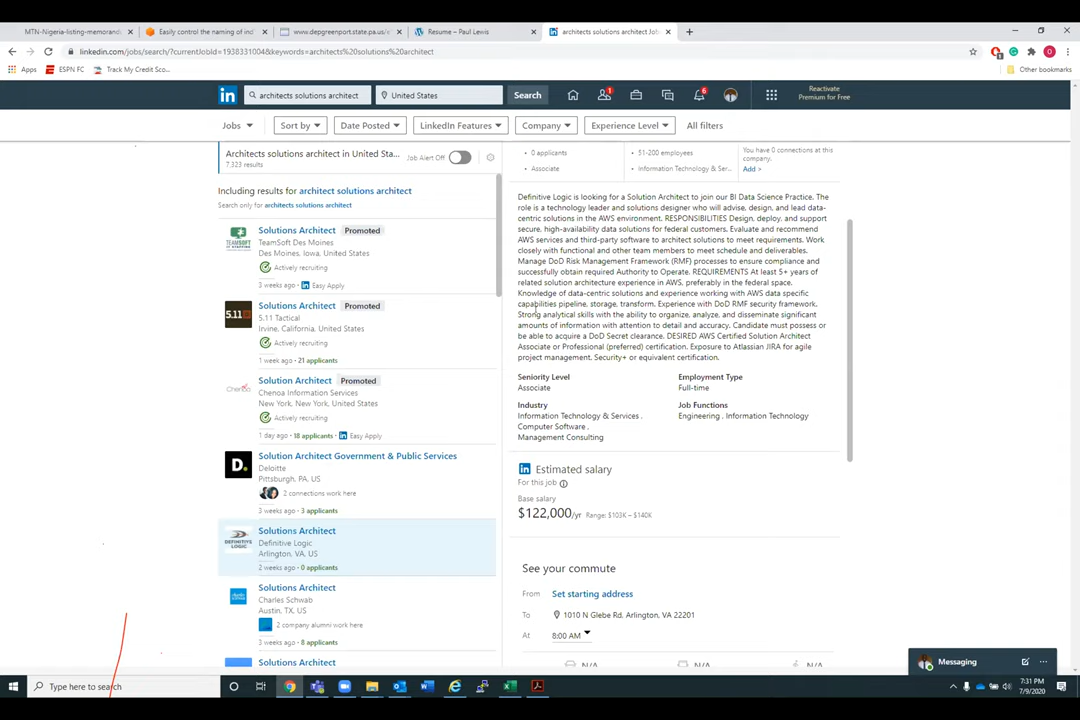 MTN-Nigeria-listing-memorand
Easily control the naming of ind
www.depgreenport.state.pa.us/e
Resume – Paul Lewis
architects solutions architect Job
linkedin.com/jobs/search/?currentJobId=1938331004&keywords=architects%20solutions%20architect
Apps
ESPN FC
Track My Credit Sco...
Other bookmarks
architects solutions architect
United States
Search
Reactivate
Premium for Free
Jobs
Sort by
Date Posted
LinkedIn Features
Company
Experience Level
All filters
Architects solutions architect in United Sta...
7,323 results
Job Alert Off
Including results for architect solutions architect
Search only for architects solutions architect
Solutions Architect Promoted
TeamSoft Des Moines
Des Moines, Iowa, United States
Actively recruiting
3 weeks ago · Easy Apply
Solutions Architect Promoted
5.11 Tactical
Irvine, California, United States
Actively recruiting
1 week ago · 21 applicants
Solution Architect Promoted
Chenoa Information Services
New York, New York, United States
Actively recruiting
1 day ago · 18 applicants Easy Apply
Solution Architect Government & Public Services
Deloitte
Pittsburgh, PA, US
2 connections work here
3 weeks ago · 3 applicants
Solutions Architect
Definitive Logic
Arlington, VA, US
2 weeks ago · 0 applicants
Solutions Architect
Charles Schwab
Austin, TX, US
2 company alumni work here
3 weeks ago · 8 applicants
Solutions Architect
· 0 applicants
· Associate
· 51-200 employees
· Information Technology & Ser...
You have 0 connections at this
company.
Add >
Definitive Logic is looking for a Solution Architect to join our BI Data Science Practice. The
role is a technology leader and solutions designer who will advise, design, and lead data-
centric solutions in the AWS environment. RESPONSIBILITIES Design, deploy, and support
secure, high-availability data solutions for federal customers. Evaluate and recommend
AWS services and third-party software to architect solutions to meet requirements. Work
closely with functional and other team members to meet schedule and deliverables.
Manage DoD Risk Management Framework (RMF) processes to ensure compliance and
successfully obtain required Authority to Operate. REQUIREMENTS At least 5+ years of
related solution architecture experience in AWS, preferably in the federal space.
Knowledge of data-centric solutions and experience working with AWS data specific
capabilities pipeline, storage, transform. Experience with DoD RMF security framework.
Strong analytical skills with the ability to organize, analyze, and disseminate significant
amounts of information with attention to detail and accuracy. Candidate must possess or
be able to acquire a DoD Secret clearance. DESIRED AWS Certified Solution Architect
Associate or Professional (preferred) certification. Exposure to Atlassian JIRA for agile
project management. Security+ or equivalent certification.
Seniority Level
Associate
Employment Type
Full-time
Industry
Information Technology & Services .
Computer Software .
Management Consulting
Job Functions
Engineering . Information Technology
Estimated salary
For this job
Base salary
$122,000/yr Range: $103K – $140K
See your commute
From Set starting address
To 1010 N Glebe Rd, Arlington, VA 22201
At 8:00 AM
N/A
N/A
N/A
Messaging
Type here to search
7:31 PM
7/9/2020